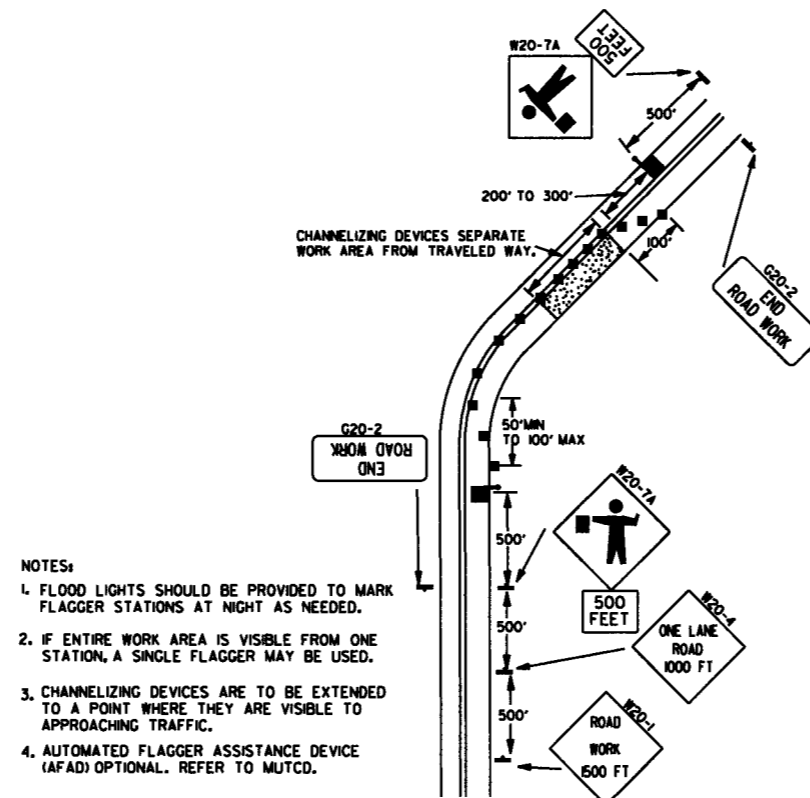 W20-7A
500
FEET
500'
200' TO 300'
CHANNELIZING DEVICES SEPARATE
WORK AREA FROM TRAVELED WAY.
100'
G20-2
END
ROAD WORK
50'MIN
TO 100' MAX
G20-2
END
ROAD WORK
W20-7A
500'
500
FEET
500'
W20-4
ONE LANE
ROAD
1000 FT
500'
W20-1
ROAD
WORK
1500 FT
NOTES:
1. FLOOD LIGHTS SHOULD BE PROVIDED TO MARK
FLAGGER STATIONS AT NIGHT AS NEEDED.
2. IF ENTIRE WORK AREA IS VISIBLE FROM ONE
STATION, A SINGLE FLAGGER MAY BE USED.
3. CHANNELIZING DEVICES ARE TO BE EXTENDED
TO A POINT WHERE THEY ARE VISIBLE TO
APPROACHING TRAFFIC.
4. AUTOMATED FLAGGER ASSISTANCE DEVICE
(AFAD) OPTIONAL. REFER TO MUTCD.